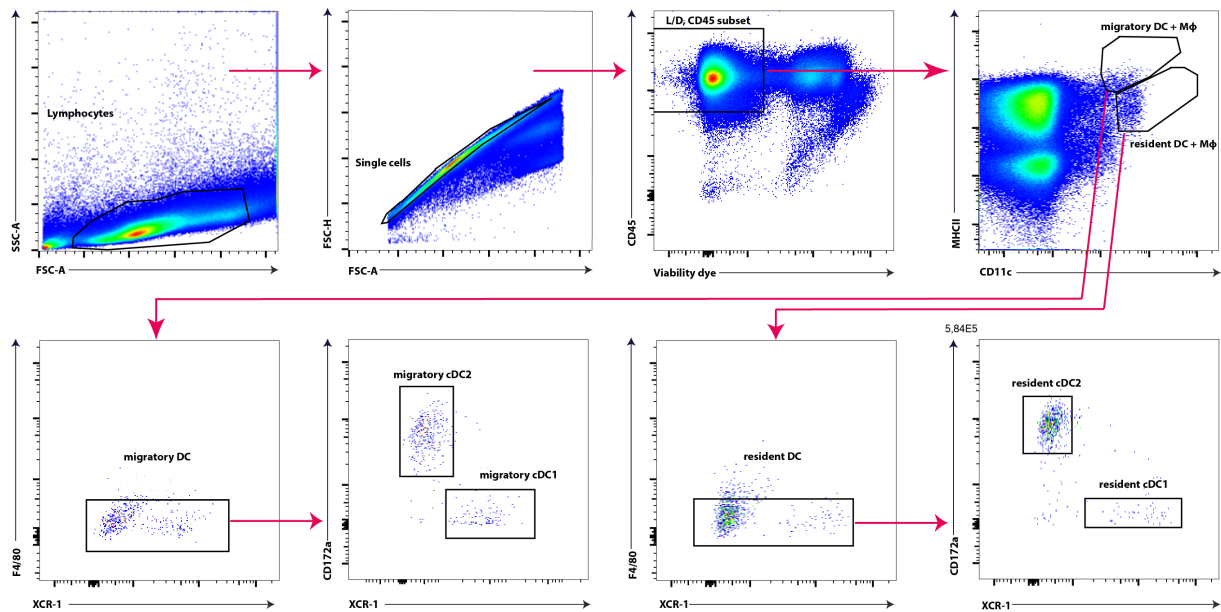 SSC-A
Lymphocytes
FSC-A
FSC-H
Single cells
FSC-A
L/D, CD45 subset
CD45
Viability dye
migratory DC + Mϕ
resident DC + Mϕ
MHCII
CD11c
F4/80
migratory DC
XCR-1
CD172a
migratory cDC2
migratory cDC1
XCR-1
F4/80
resident DC
XCR-1
5,84E5
CD172a
resident cDC2
resident cDC1
XCR-1